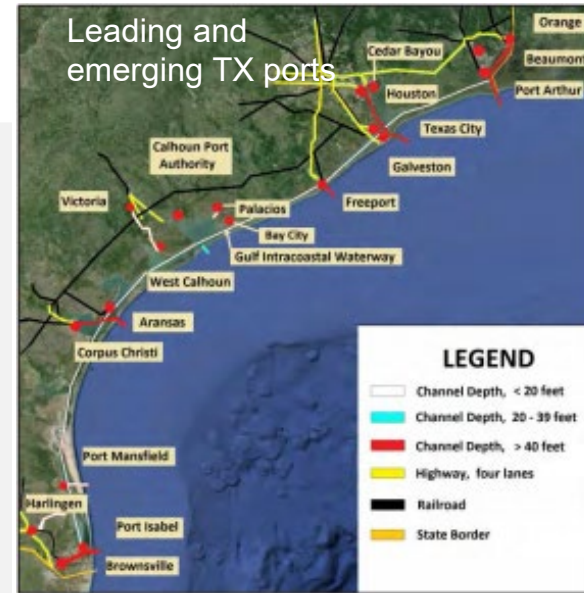 Leading and
emerging TX ports
Orange
Cedar Bayou
Beaumont
Houston
Port Arthur
Texas City
Calhoun Port
Authority
Galveston
Victoria
Palacios
Freeport
Bay City
Gulf Intracoastal Waterway
West Calhoun
Aransas
Corpus Christi
LEGEND
Channel Depth, < 20 feet
Channel Depth, 20 - 39 feet
Channel Depth, > 40 feet
Highway, four lanes
Railroad
State Border
Port Mansfield
Harlingen
Port Isabel
Brownsville